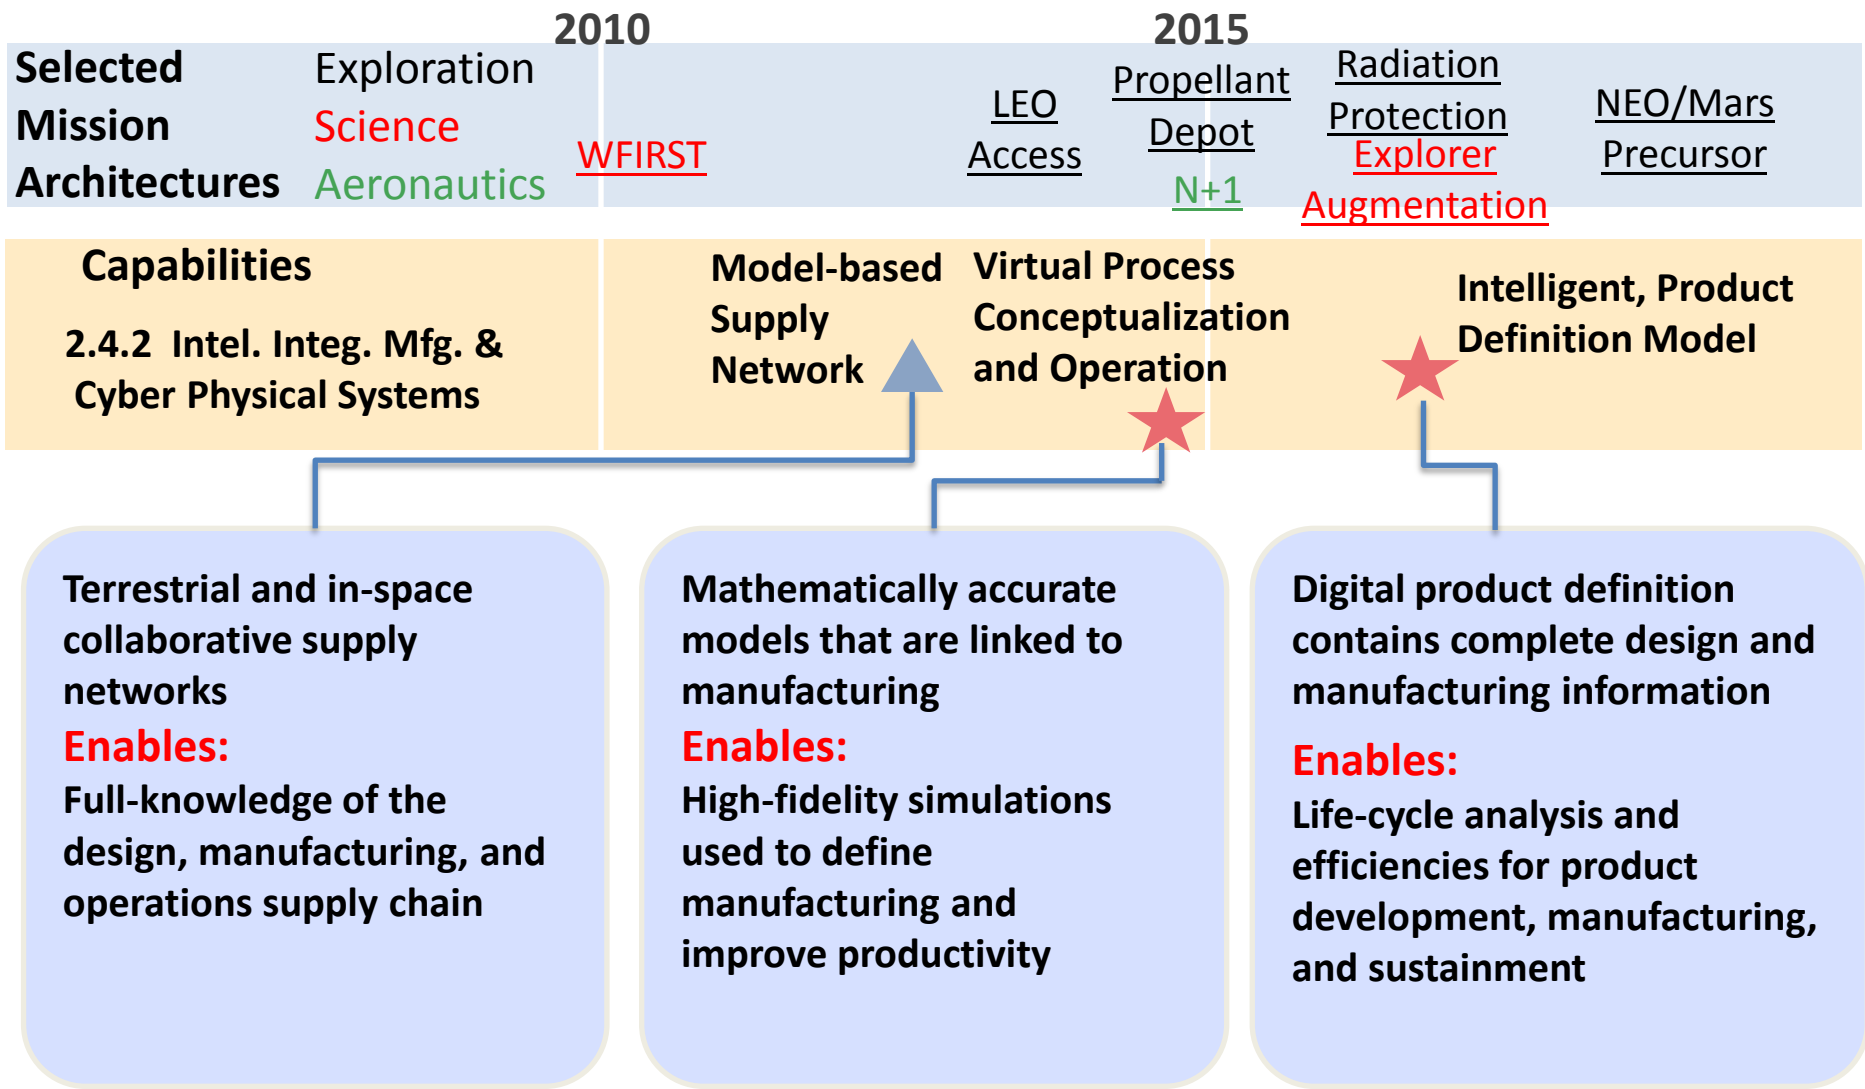 2010
2015
Selected
Mission
Architectures
Exploration
Science
Aeronautics
WFIRST
LEO
Access
Propellant
Depot
N+1
Radiation
Protection
Explorer
Augmentation
NEO/Mars
Precursor
Capabilities
2.4.2 Intel. Integ. Mfg. &
Cyber Physical Systems
Model-based
Supply
Network
Virtual Process
Conceptualization
and Operation
Intelligent, Product
Definition Model
Terrestrial and in-space
collaborative supply
networks
Enables:
Full-knowledge of the
design, manufacturing, and
operations supply chain
Mathematically accurate
models that are linked to
manufacturing
Enables:
High-fidelity simulations
used to define
manufacturing and
improve productivity
Digital product definition
contains complete design and
manufacturing information
Enables:
Life-cycle analysis and
efficiencies for product
development, manufacturing,
and sustainment